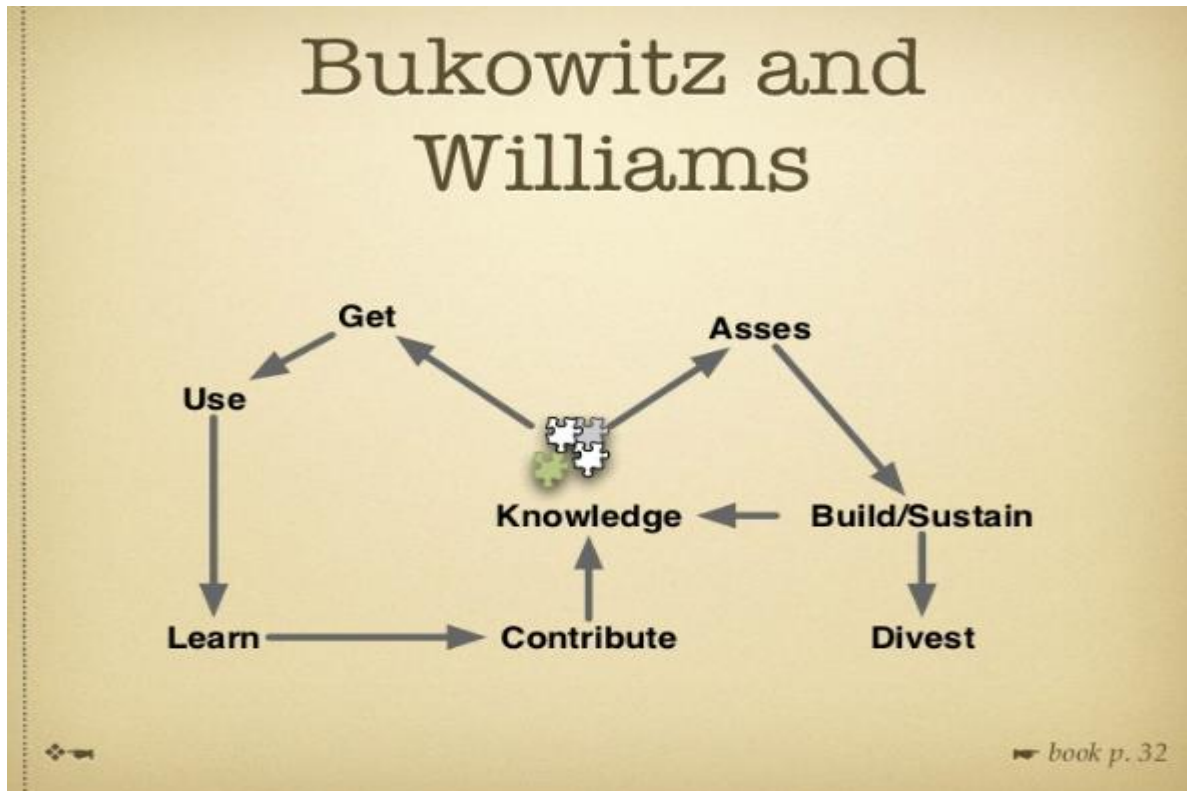 Bukowitz and
Williams
Get
Asses
Use
Knowledge
Build/Sustain
Learn
Contribute
Divest
book p. 32